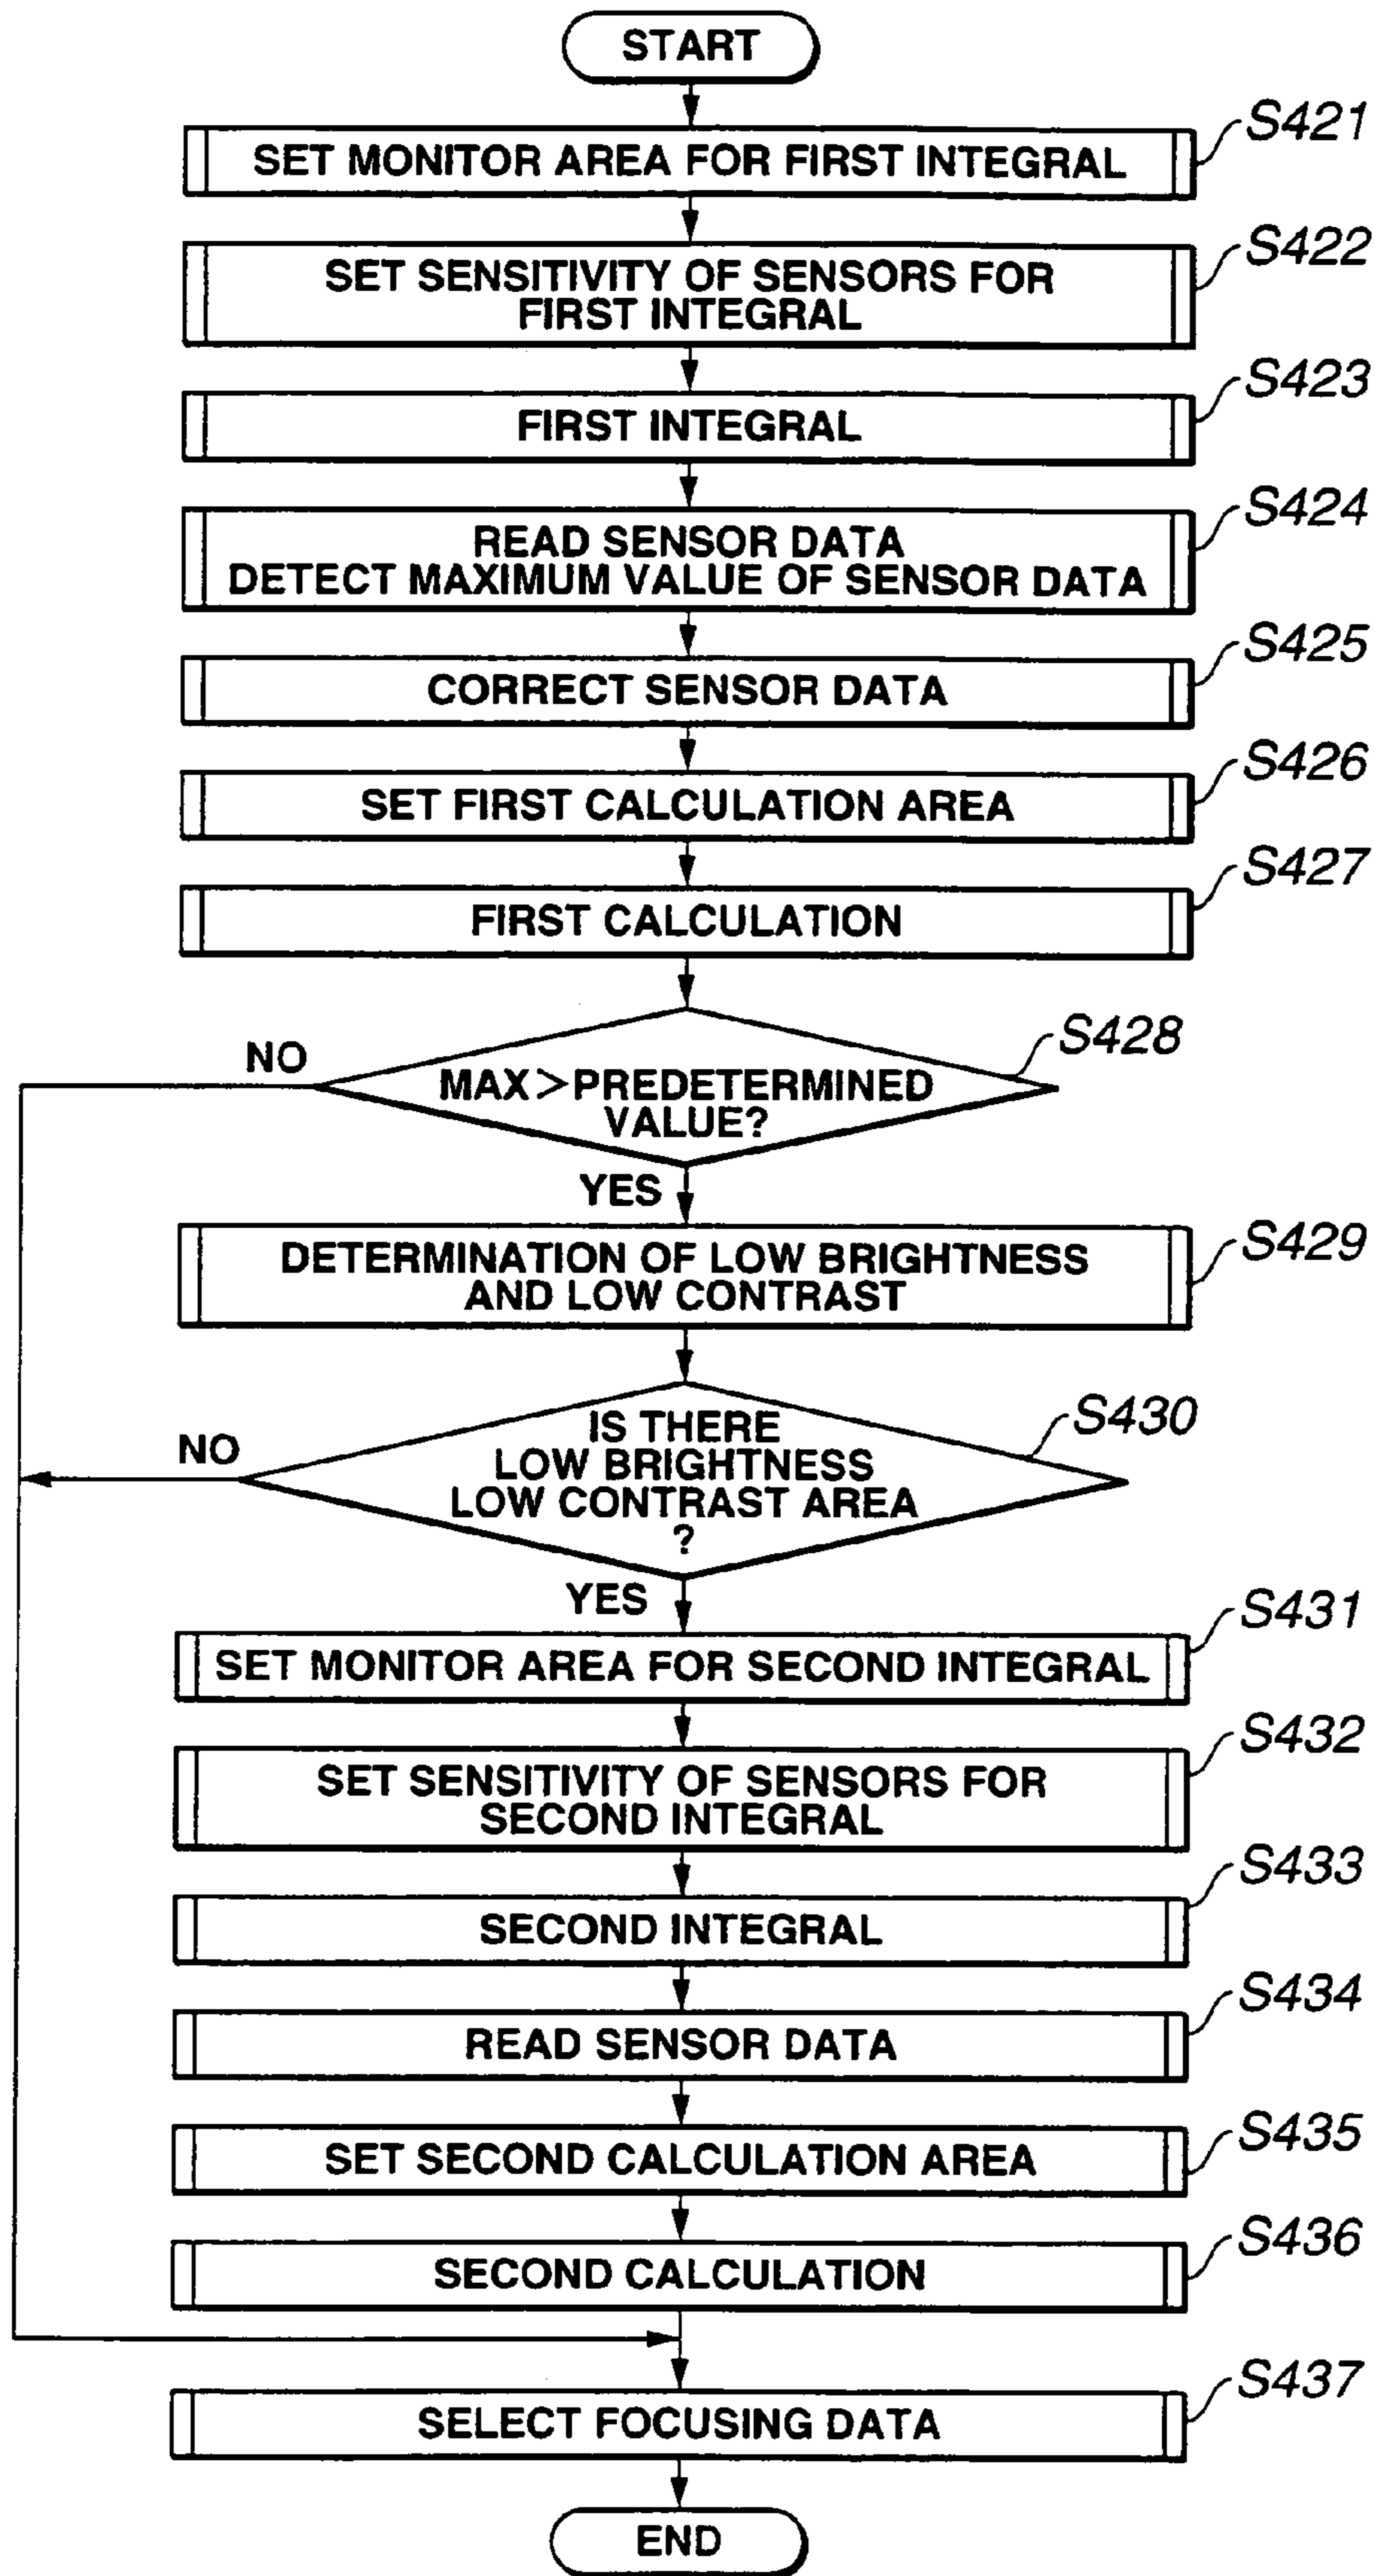 START
S421
SET MONITOR AREA FOR FIRST INTEGRAL
S422
SET SENSITIVITY OF SENSORS FOR
FIRST INTEGRAL
S423
FIRST INTEGRAL
S424
READ SENSOR DATA
DETECT MAXIMUM VALUE OF SENSOR DATA
S425
CORRECT SENSOR DATA
S426
SET FIRST CALCULATION AREA
S427
FIRST CALCULATION
S428
NO
MAX>PREDETERMINED
VALUE?
YES
S429
DETERMINATION OF LOW BRIGHTNESS
AND LOW CONTRAST
S430
IS THERE
NO
LOW BRIGHTNESS
LOW CONTRAST AREA
?
YES
S431
SET MONITOR AREA FOR SECOND INTEGRAL
S432
SET SENSITIVITY OF SENSORS FOR
SECOND INTEGRAL
S433
SECOND INTEGRAL
S434
READ SENSOR DATA
S435
SET SECOND CALCULATION AREA
S436
SECOND CALCULATION
S437
SELECT FOCUSING DATA
END